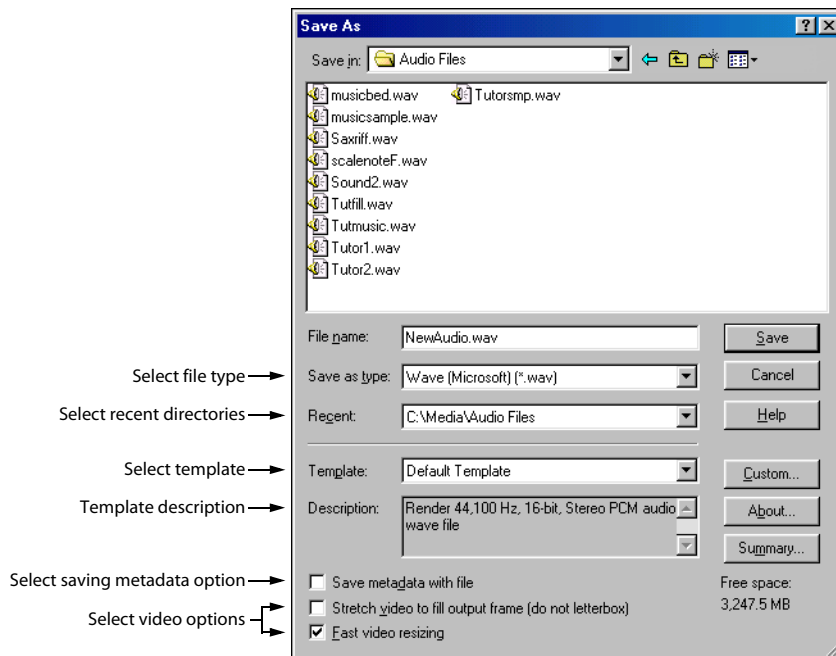 Save As
Save in: Audio Files
musicbed.wav Tutorsmp.wav
musicsample.wav
Saxriff.wav
scalenoteF.wav
Sound2.wav
Tutfill.wav
Tutmusic.wav
Tutor1.wav
Tutor2.wav
File name: NewAudio.wav Save
Select file type Save as type: Wave (Microsoft) (*.wav) Cancel
Select recent directories Recent: C:\Media\Audio Files Help
Select template Template: Default Template Custom...
Template description Description: Render 44,100 Hz, 16-bit, Stereo PCM audio About...
wave file
Summary...
Select saving metadata option Save metadata with file Free space:
Stretch video to fill output frame (do not letterbox) 3,247.5 MB
Select video options
Fast video resizing